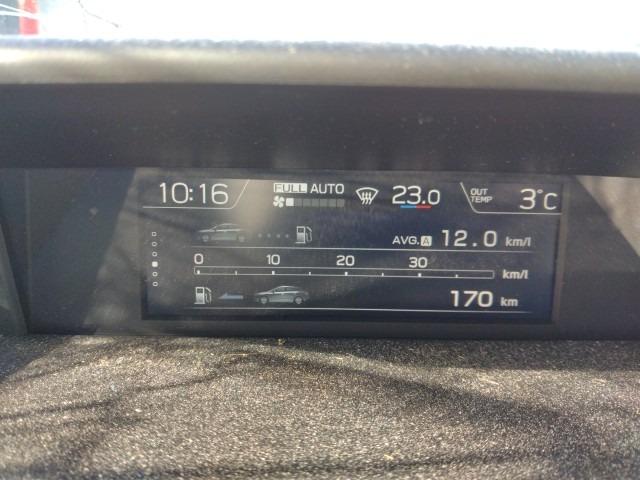 10:16 FULL AUTO 23.0 OUT TEMP 3°C
AVG. A 12.0 km/l
0 10 20 30 km/l
170 km